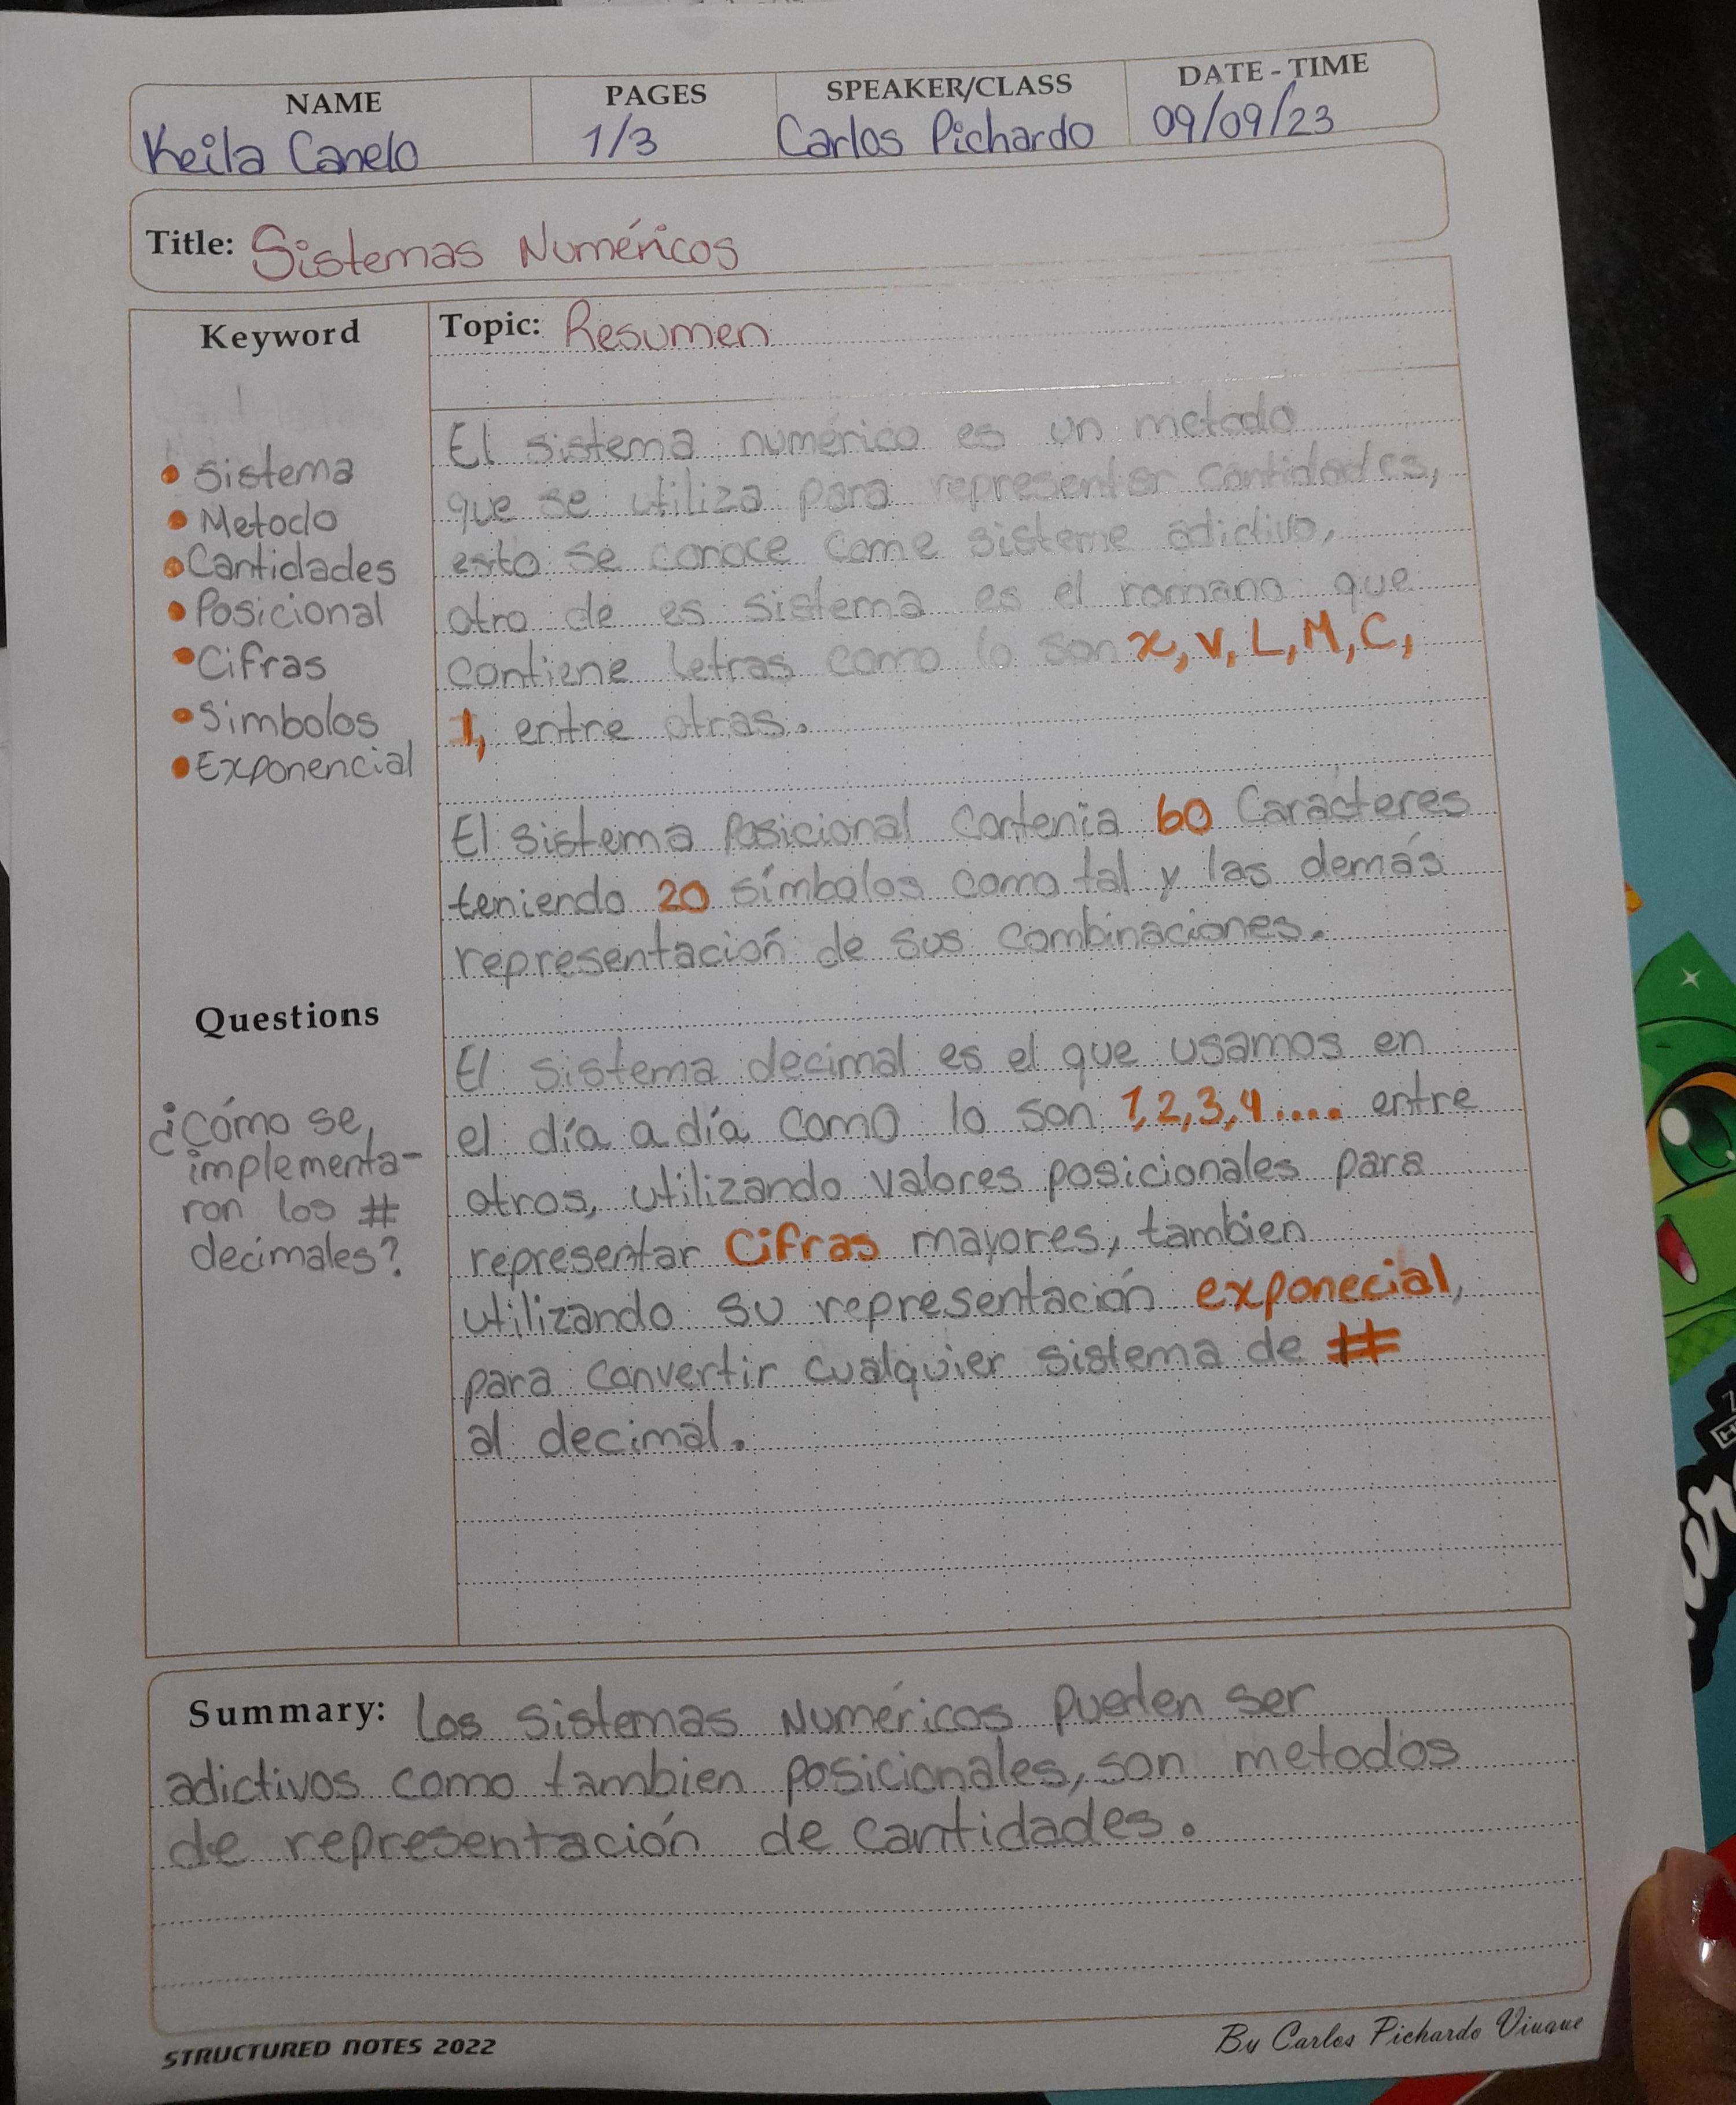 NAME
Keila Canelo
PAGES
1/3
SPEAKER/CLASS
Carlos Pichardo
DATE - TIME
09/09/23
Title: Sistemas Numéricos
Keyword
• Sistema
• Metodo
• Cantidades
• Posicional
• Cifras
• Simbolos
• Exponencial
Questions
¿Cómo se
implementa-
ron los #
decimales?
Topic: Resumen
El sistema numérico es un metodo
que se utiliza para representar cantidades,
esto se conoce come sisteme adictivo,
otro de es sistema es el romano que
contiene letras como lo son x, V, L, M, C,
I, entre otras.
El sistema posicional contenia 60 Caracteres
teniendo 20 símbolos como tal y las demás
representación de sus combinaciones.
El sistema decimal es el que usamos en
el día a día como lo son 1,2,3,4.... entre
otros, utilizando valores posicionales para
representar Cifras mayores, tambien
utilizando su representación exponecial,
para convertir cualquier sistema de #
al decimal.
Summary: Los sistemas Numéricos pueden ser
adictivos como tambien posicionales, son metodos
de representación de cantidades.
STRUCTURED NOTES 2022
By Carlos Pichardo Viuque